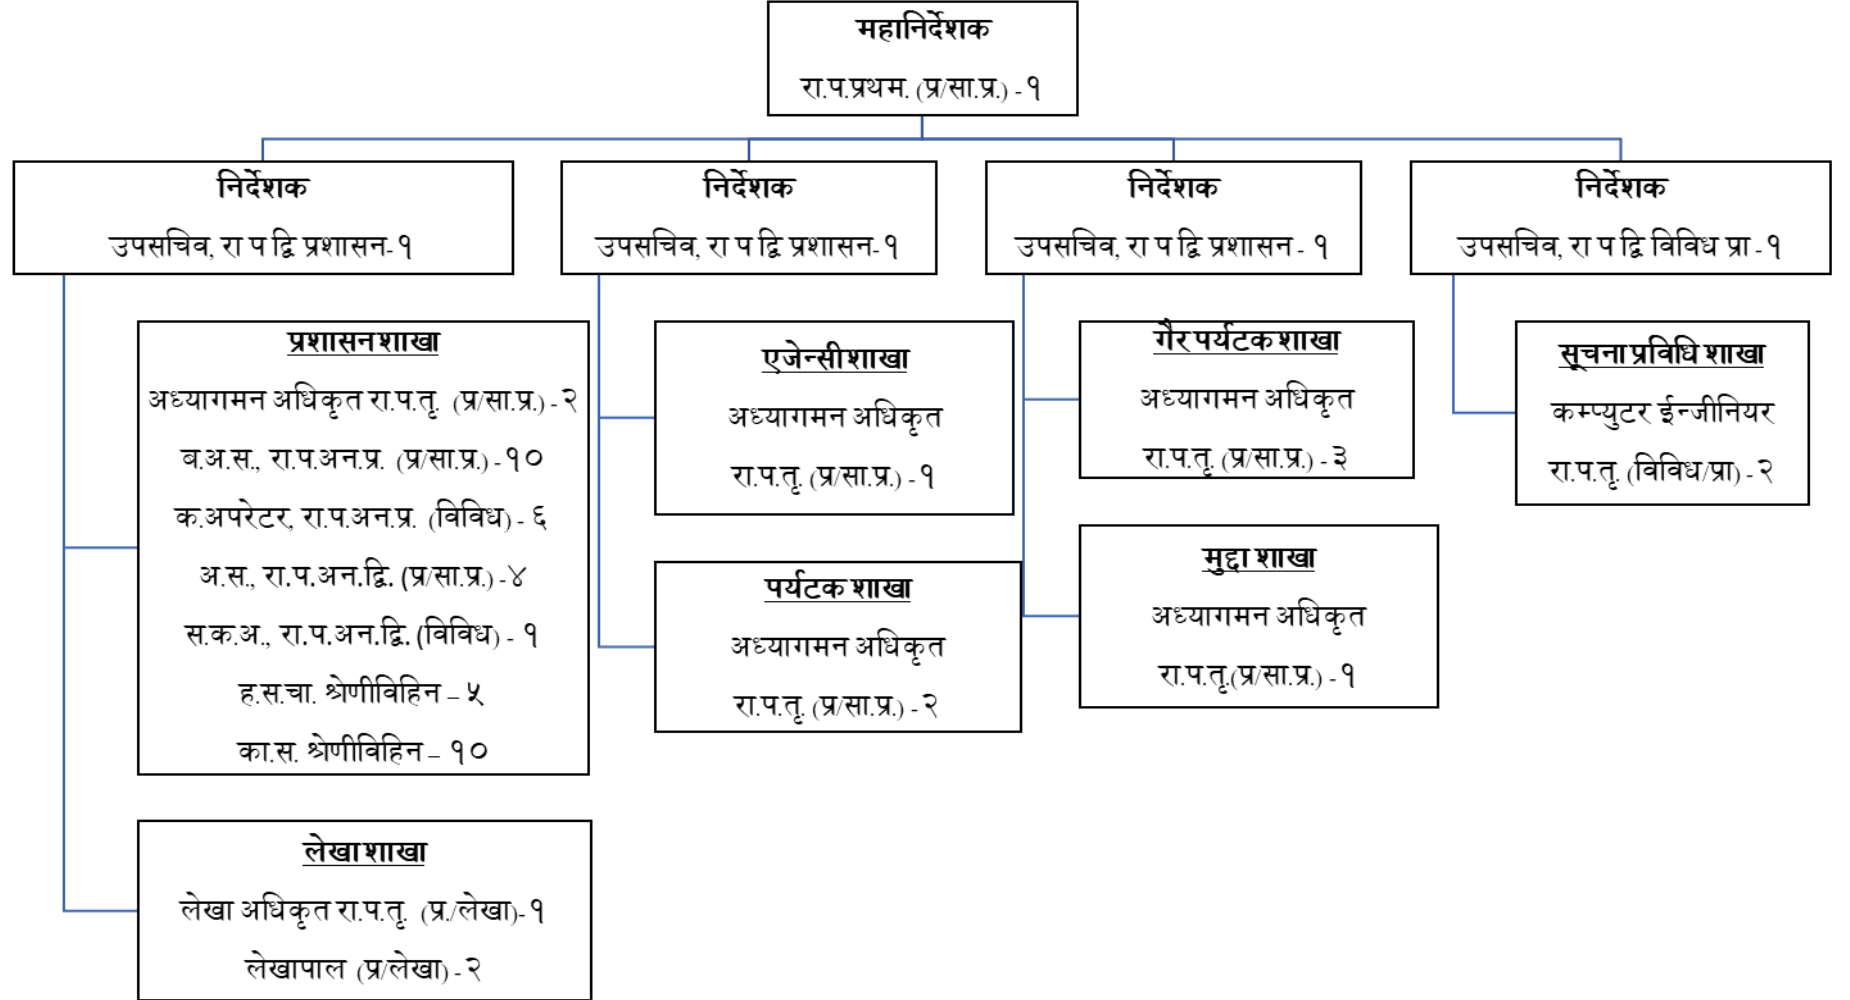 महानिर्देशक
रा.प.प्रथम. (प्र/सा.प्र.) - १
निर्देशक
उपसचिव, रा प द्वि प्रशासन- १
निर्देशक
उपसचिव, रा प द्वि प्रशासन- १
निर्देशक
उपसचिव, रा प द्वि प्रशासन - १
निर्देशक
उपसचिव, रा प द्वि विविध प्रा - १
प्रशासन शाखा
अध्यागमन अधिकृत रा.प.तृ. (प्र/सा.प्र.) - २
ब.अ.स., रा.प.अन.प्र. (प्र/सा.प्र.) - १०
क.अपरेटर, रा.प.अन.प्र. (विविध) - ६
अ.स., रा.प.अन.द्वि. (प्र/सा.प्र.) -४
स.क.अ., रा.प.अन.द्वि. (विविध) - १
ह.स.चा. श्रेणीविहिन – ५
का.स. श्रेणीविहिन – १०
लेखा शाखा
लेखा अधिकृत रा.प.तृ. (प्र./लेखा)- १
लेखापाल (प्र/लेखा) - २
एजेन्सी शाखा
अध्यागमन अधिकृत
रा.प.तृ. (प्र/सा.प्र.) - १
पर्यटक शाखा
अध्यागमन अधिकृत
रा.प.तृ. (प्र/सा.प्र.) - २
गैर पर्यटक शाखा
अध्यागमन अधिकृत
रा.प.तृ. (प्र/सा.प्र.) - ३
मुद्दा शाखा
अध्यागमन अधिकृत
रा.प.तृ.(प्र/सा.प्र.) - १
सूचना प्रविधि शाखा
कम्प्युटर ईन्जीनियर
रा.प.तृ. (विविध/प्रा) - २